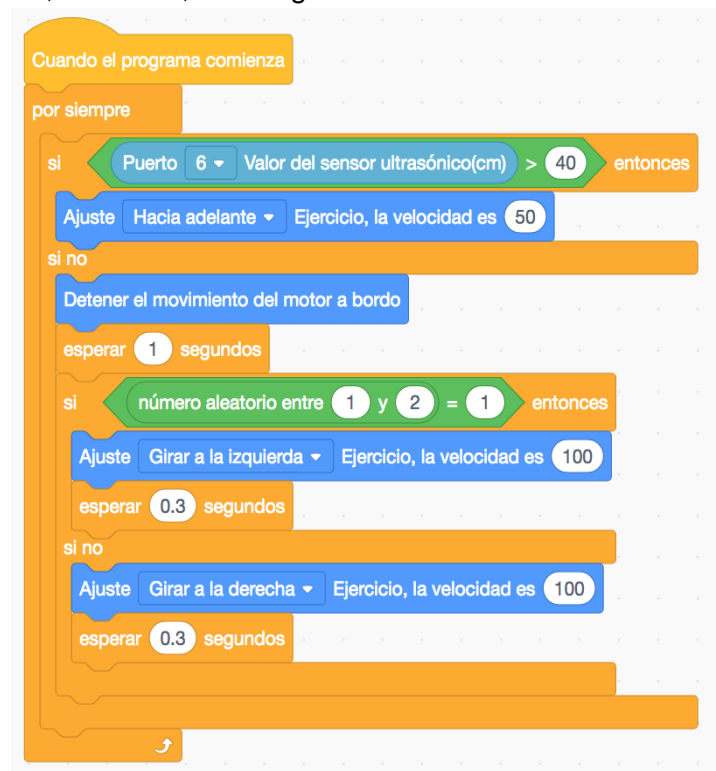 Cuando el programa comienza
por siempre
si Puerto 6 Valor del sensor ultrasónico(cm) > 40 entonces
Ajuste Hacia adelante Ejercicio, la velocidad es 50
si no
Detener el movimiento del motor a bordo
esperar 1 segundos
si número aleatorio entre 1 y 2 = 1 entonces
Ajuste Girar a la izquierda Ejercicio, la velocidad es 100
esperar 0.3 segundos
si no
Ajuste Girar a la derecha Ejercicio, la velocidad es 100
esperar 0.3 segundos